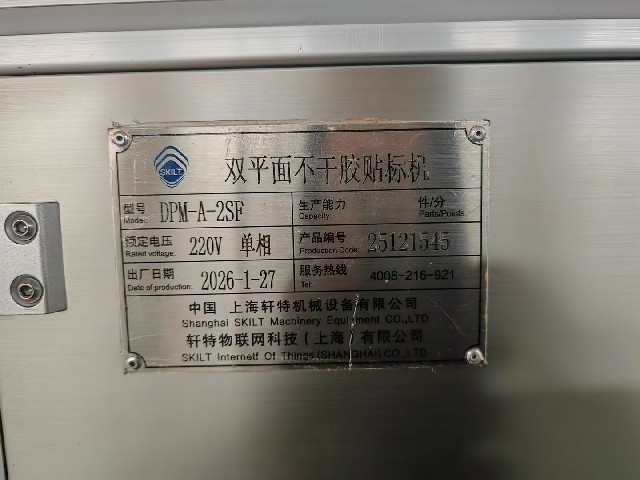 SKILT
双平面不干胶贴标机
型号 Model: DPM-A-2SF
生产能力 Capacity: 件/分 Parts/Points
额定电压 Rated voltage: 220V 单相
产品编号 Production Code: 25121545
出厂日期 Date of production: 2026-1-27
服务热线 Tel: 4008-216-921
中国 上海轩特机械设备有限公司
Shanghai SKILT Machinery Equipment CO.,LTD
轩特物联网科技(上海)有限公司
SKILT Internetf Of Things(SHANGHAI)CO.,LTD